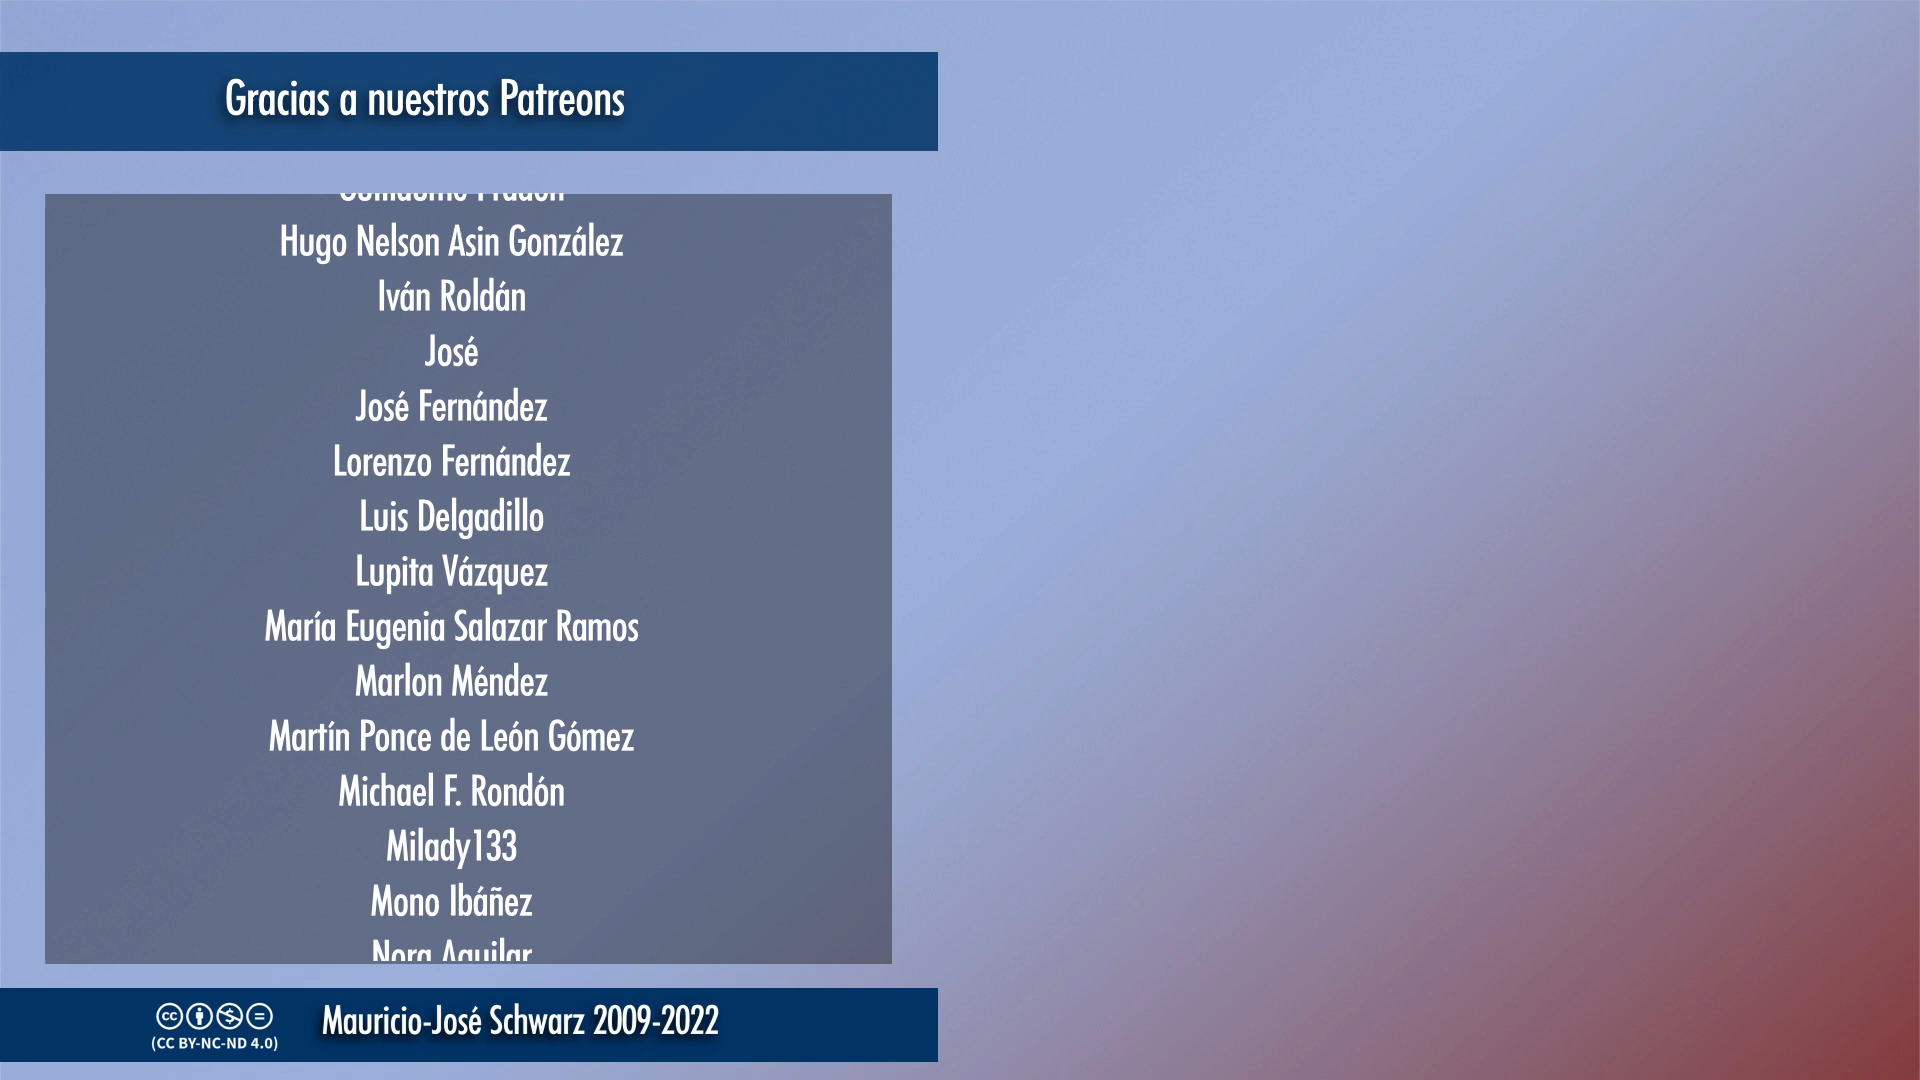 Gracias a nuestros Patreons
Hugo Nelson Asin González
Iván Roldán
José
José Fernández
Lorenzo Fernández
Luis Delgadillo
Lupita Vázquez
María Eugenia Salazar Ramos
Marlon Méndez
Martín Ponce de León Gómez
Michael F. Rondón
Milady133
Mono Ibáñez
Nora Aguilar
(CC BY-NC-ND 4.0)
Mauricio-José Schwarz 2009-2022